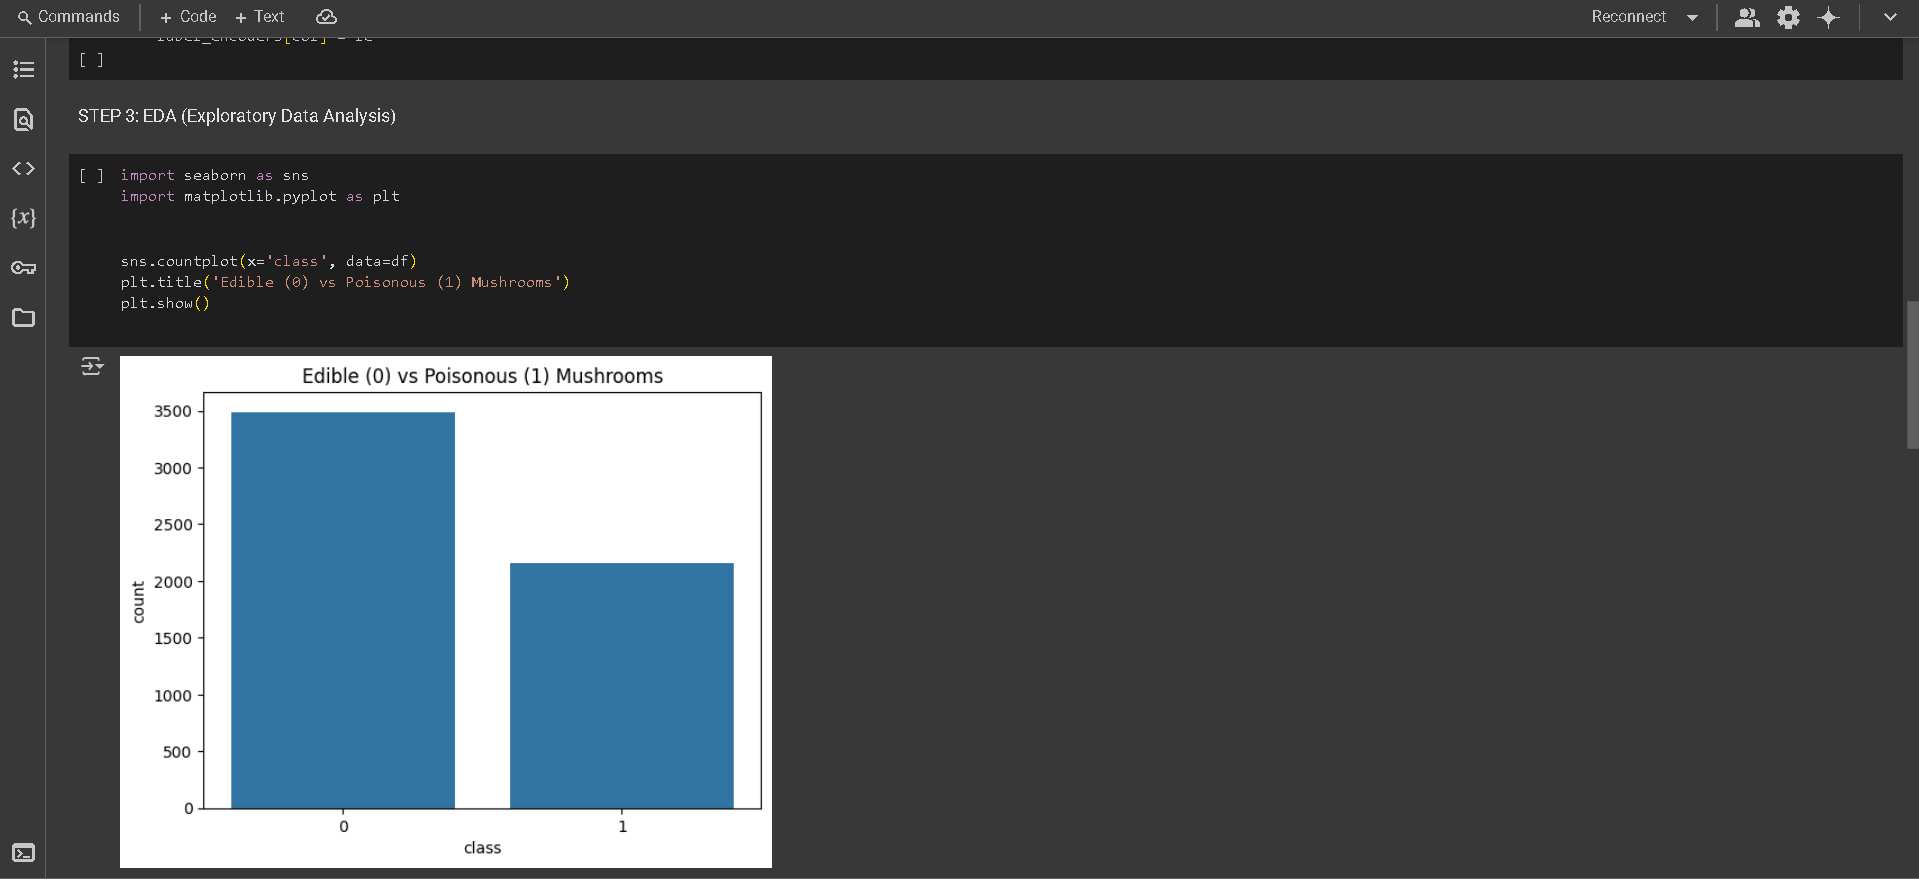 Commands
+ Code
+ Text
Reconnect
[ ]
STEP 3: EDA (Exploratory Data Analysis)
[ ] import seaborn as sns
import matplotlib.pyplot as plt
sns.countplot(x='class', data=df)
plt.title('Edible (0) vs Poisonous (1) Mushrooms')
plt.show()
{x}
Edible (0) vs Poisonous (1) Mushrooms
3500
3000
2500
2000
1500
1000
500
0
count
0
1
class